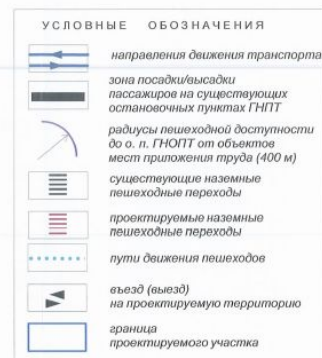 УСЛОВНЫЕ ОБОЗНАЧЕНИЯ
направления движения транспорта
зона посадки/высадки
пассажиров на существующих
остановочных пунктах ГНПТ
радиусы пешеходной доступности
до о. п. ГНОПТ от объектов
мест приложения труда (400 м)
существующие наземные
пешеходные переходы
проектируемые наземные
пешеходные переходы
пути движения пешеходов
въезд (выезд)
на проектируемую территорию
граница
проектируемого участка